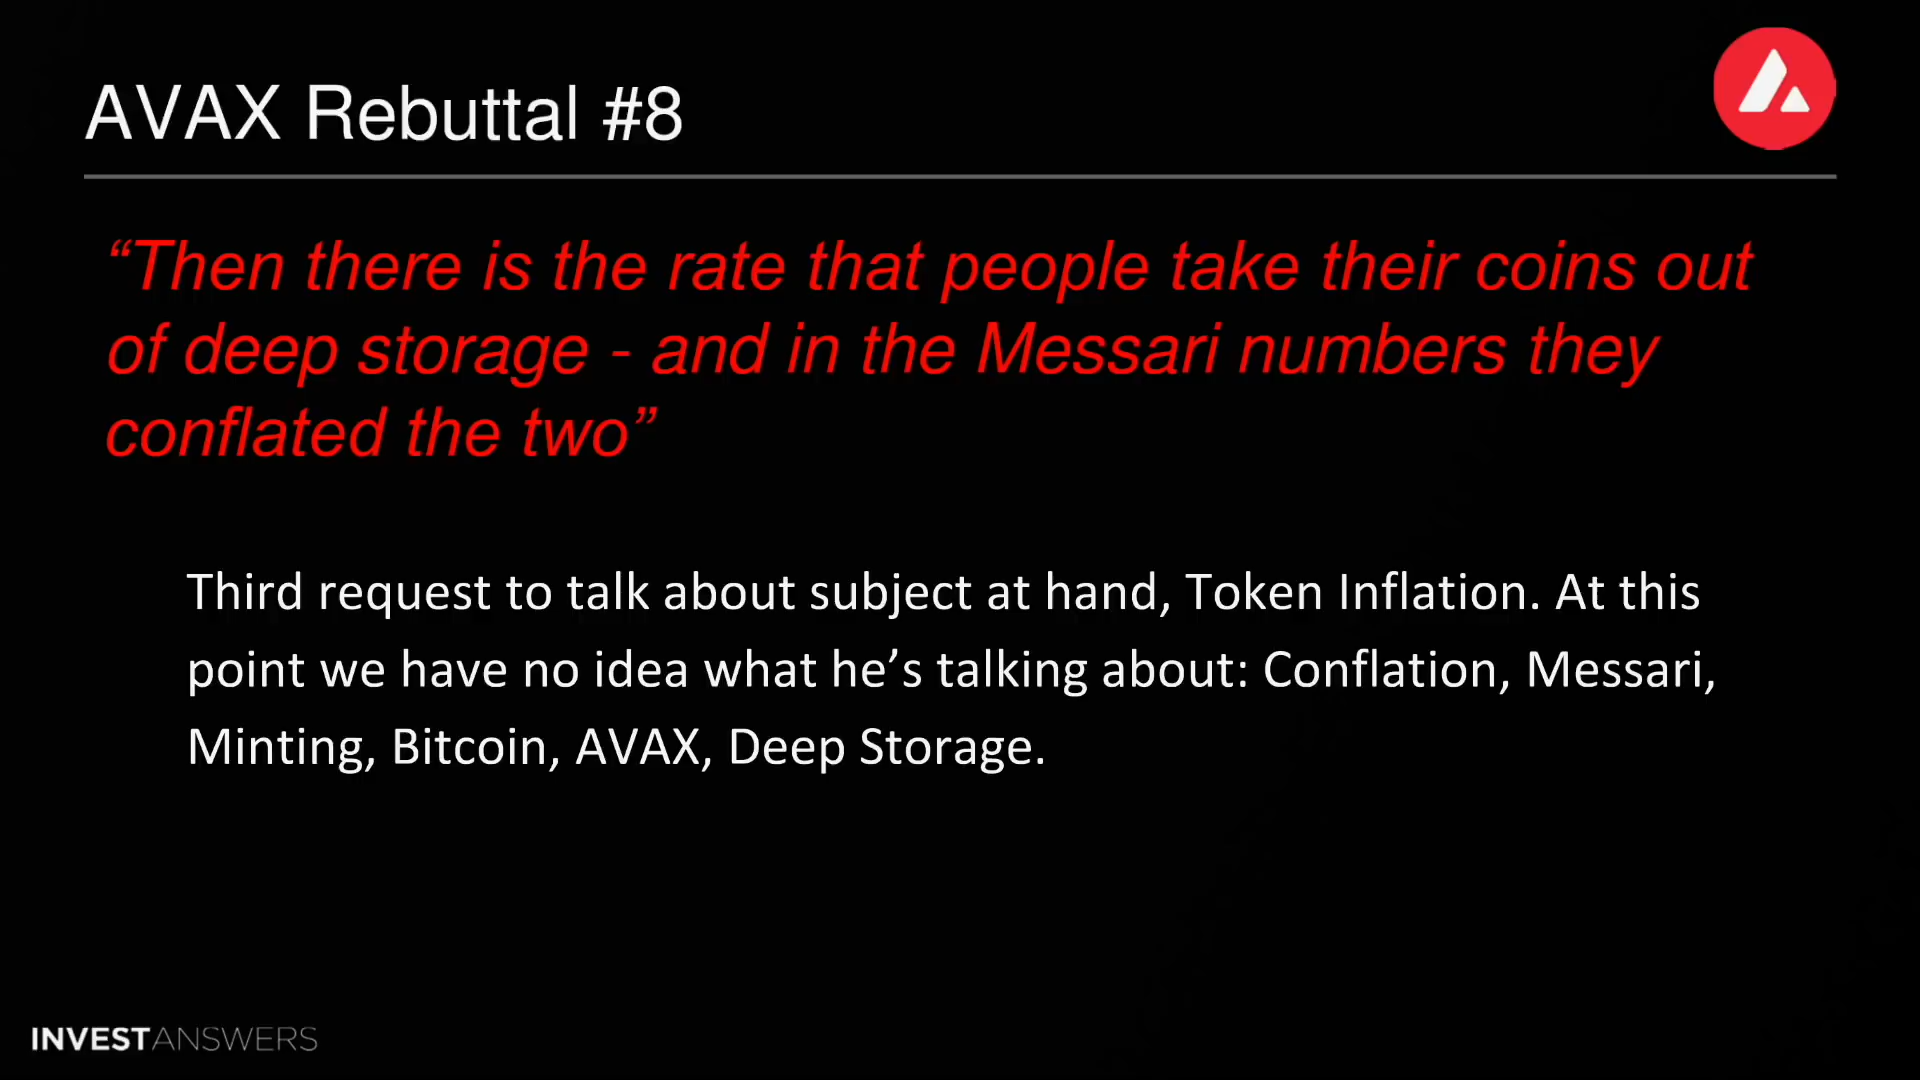 AVAX Rebuttal #8
“Then there is the rate that people take their coins out
of deep storage - and in the Messari numbers they
conflated the two”
Third request to talk about subject at hand, Token Inflation. At this
point we have no idea what he’s talking about: Conflation, Messari,
Minting, Bitcoin, AVAX, Deep Storage.
INVESTANSWERS